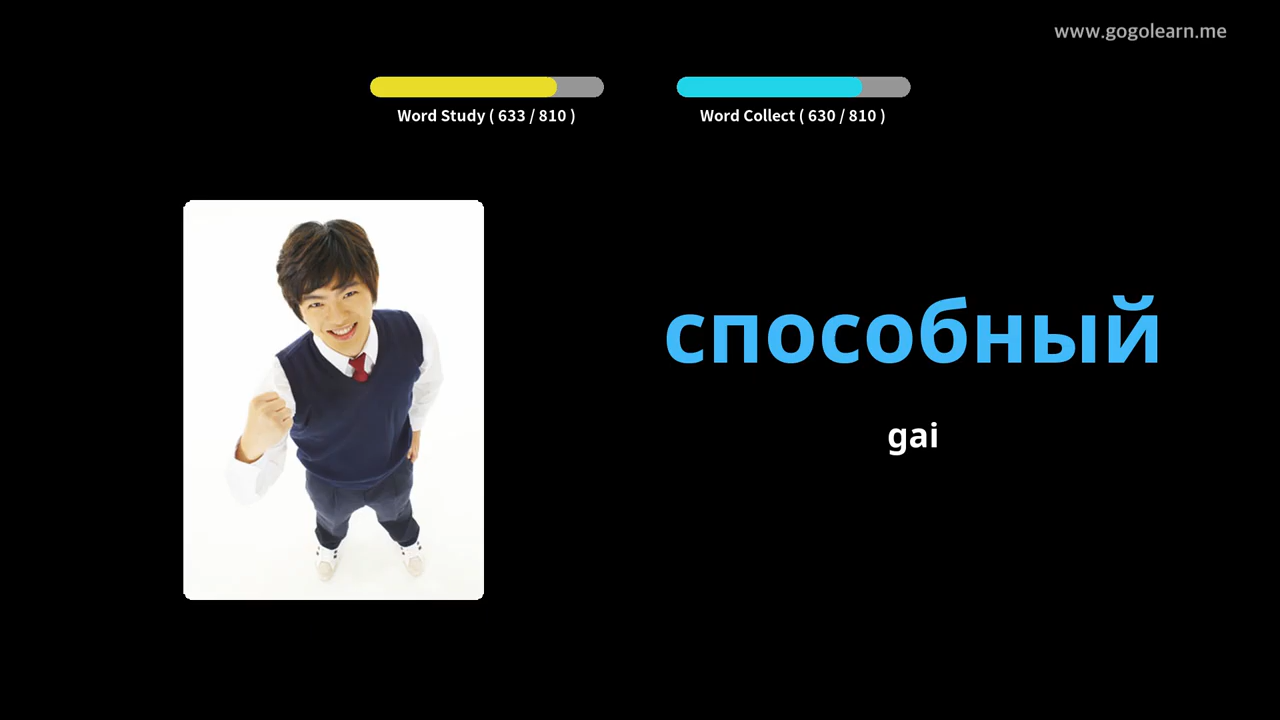 www.gogolearn.me
Word Study ( 633 / 810 )
Word Collect ( 630 / 810 )
способный
gai